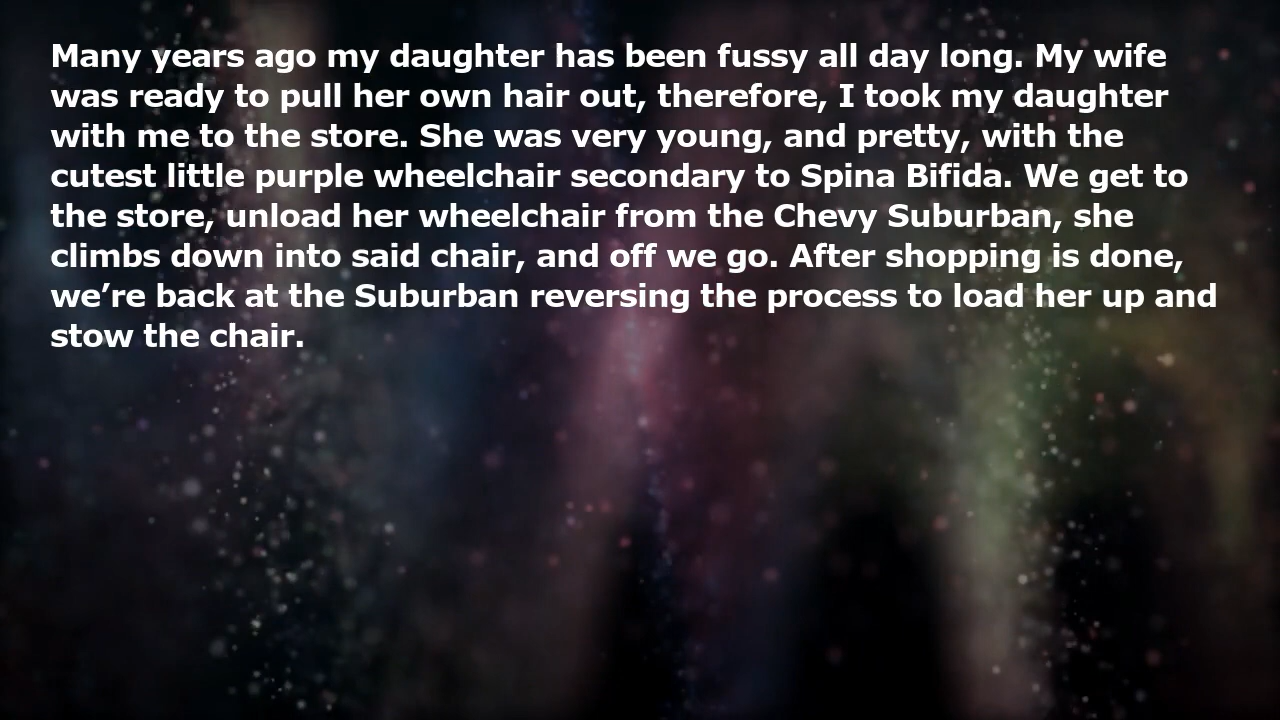 Many years ago my daughter has been fussy all day long. My wife
was ready to pull her own hair out, therefore, I took my daughter
with me to the store. She was very young, and pretty, with the
cutest little purple wheelchair secondary to Spina Bifida. We get to
the store, unload her wheelchair from the Chevy Suburban, she
climbs down into said chair, and off we go. After shopping is done,
we’re back at the Suburban reversing the process to load her up and
stow the chair.